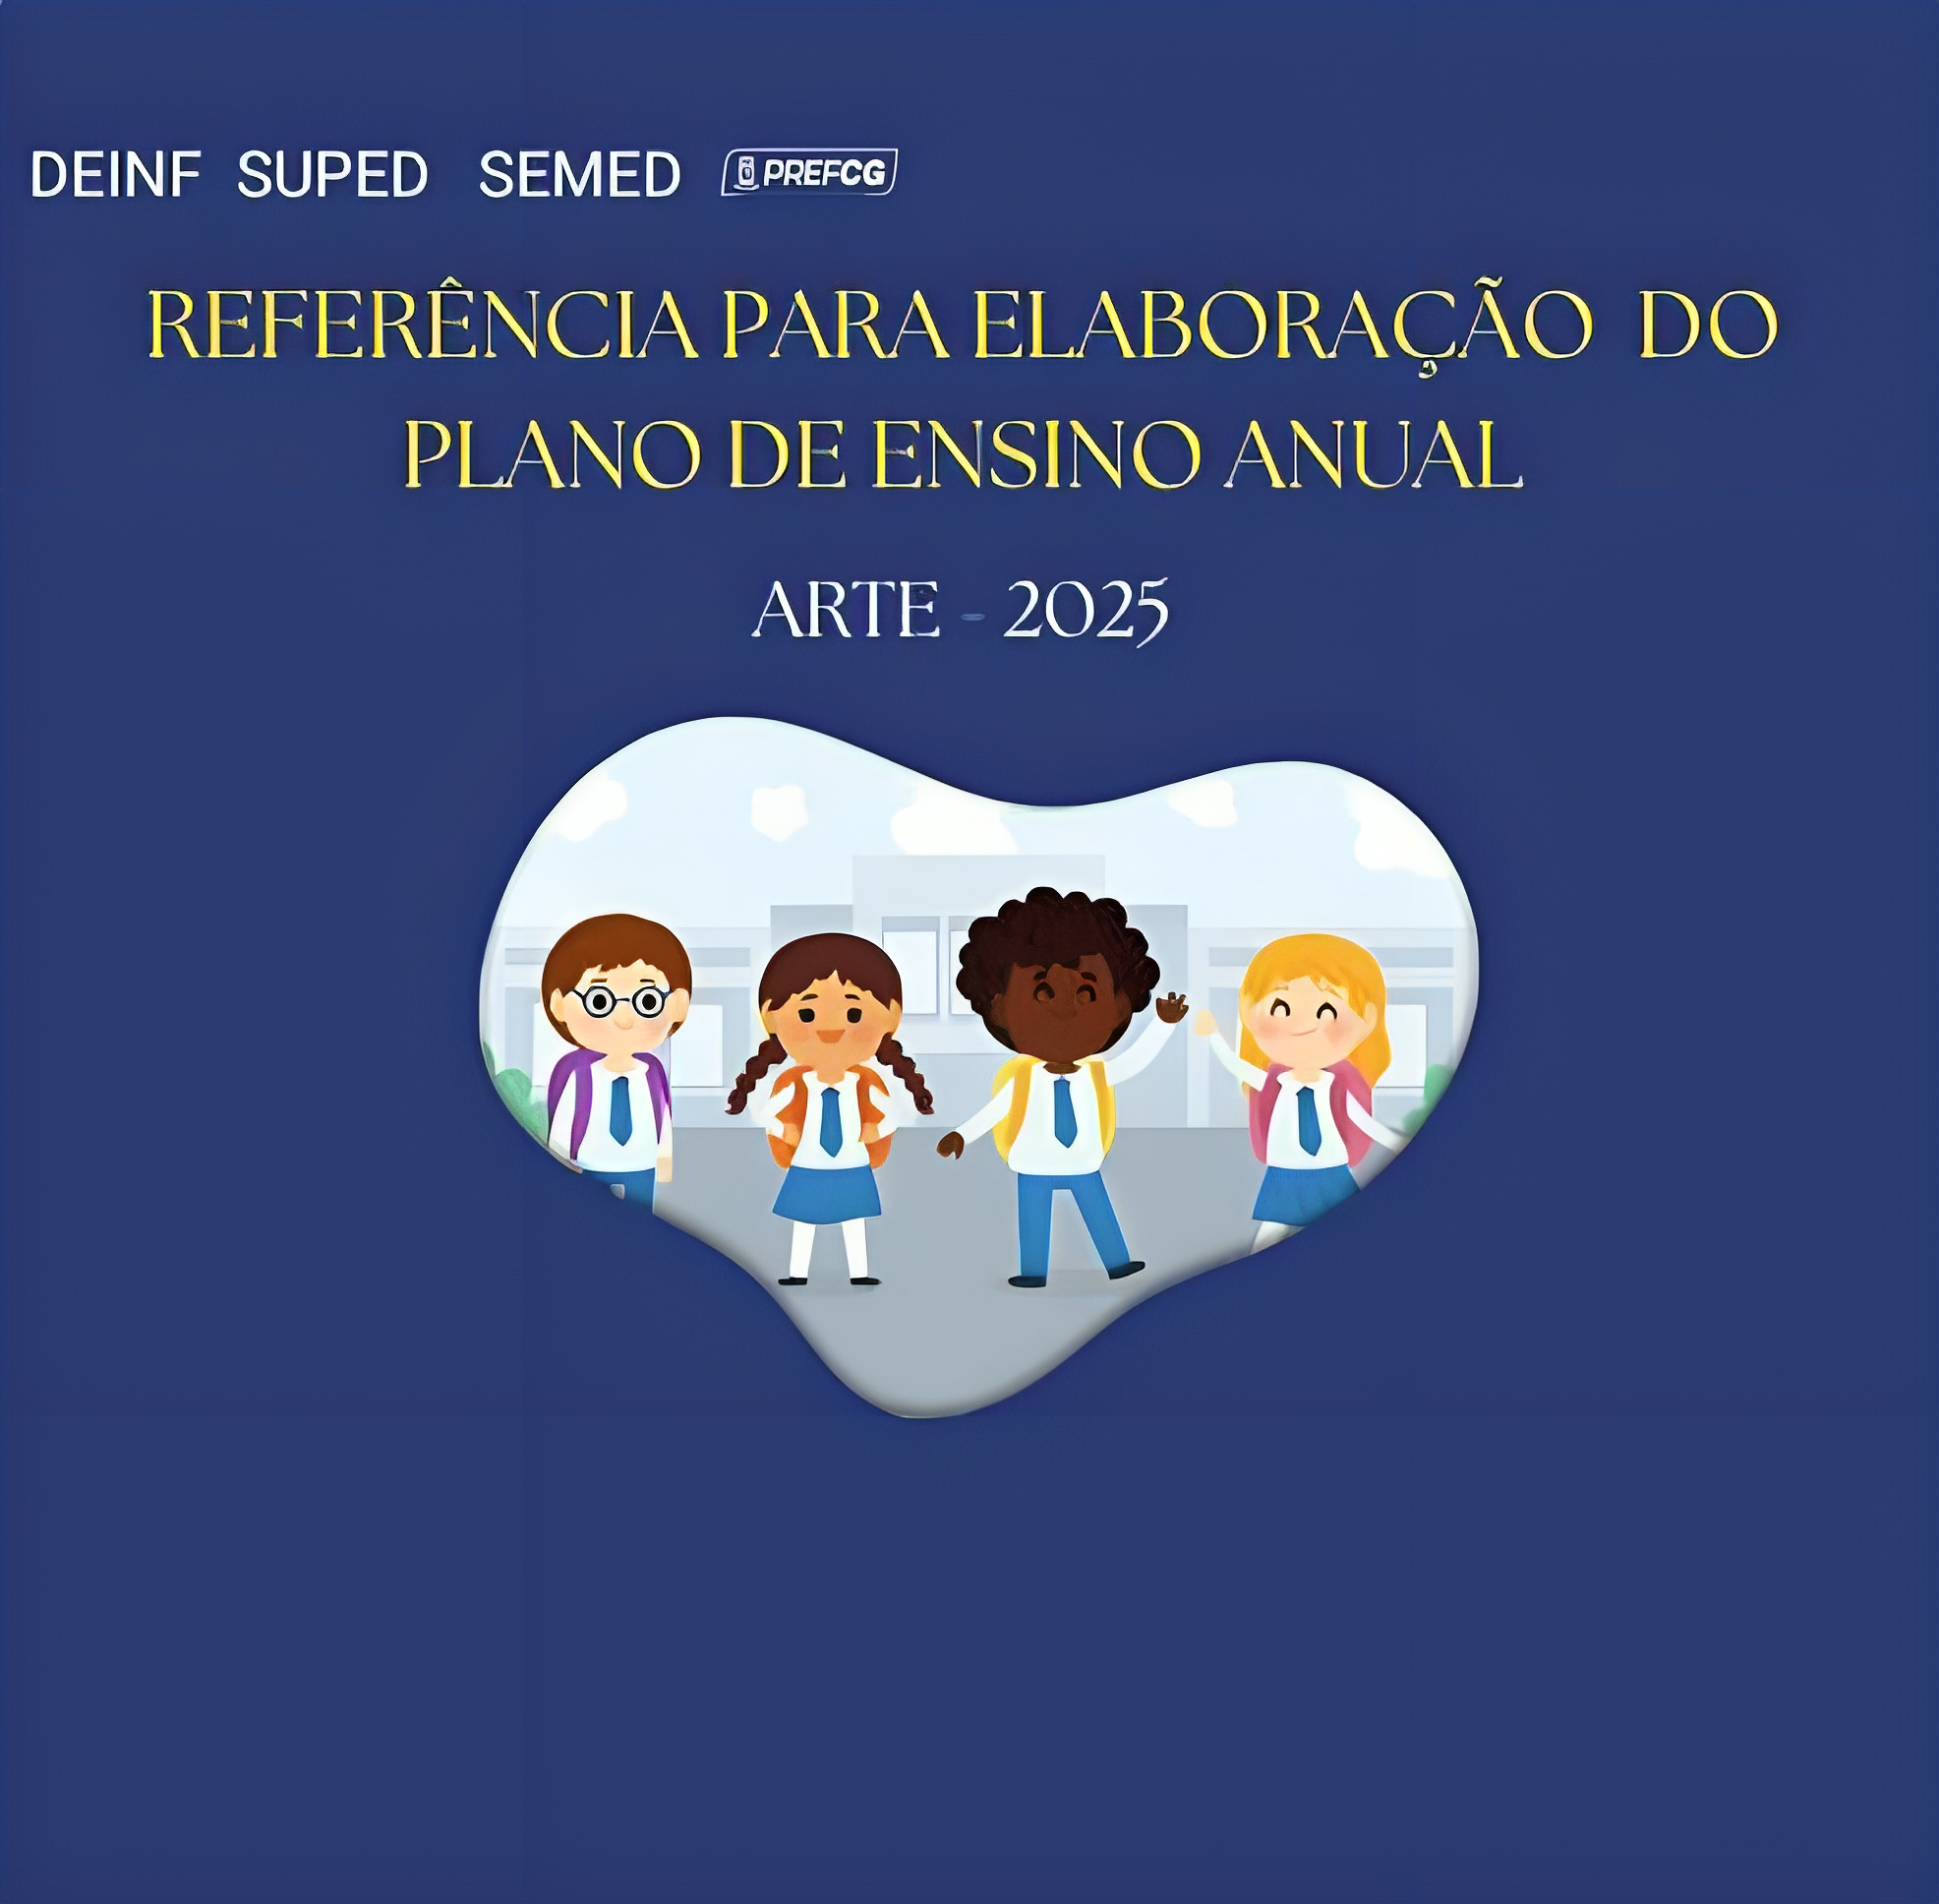 DEINF SUPED SEMED PREFCG
REFERÊNCIA PARA ELABORAÇÃO DO
PLANO DE ENSINO ANUAL
ARTE - 2025